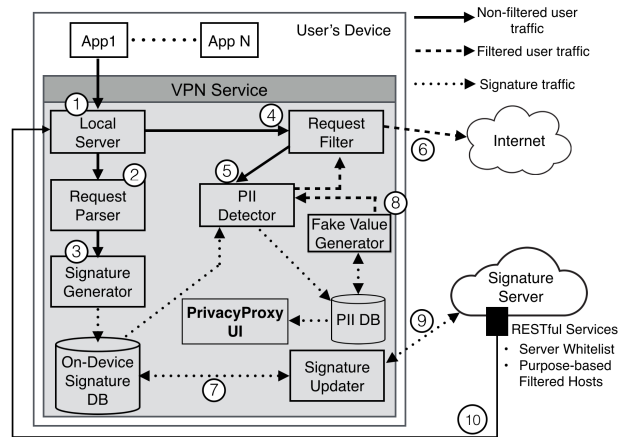 User's Device
App1
App N
Non-filtered user
traffic
Filtered user
traffic
Signature traffic
VPN Service
1
Local
Server
4
Request
Filter
6
Internet
2
Request
Parser
5
PII
Detector
8
Fake Value
Generator
3
Signature
Generator
PrivacyProxy
UI
PII DB
9
Signature
Server
RESTful Services
• Server Whitelist
• Purpose-based
Filtered Hosts
On-Device
Signature
DB
7
Signature
Updater
10